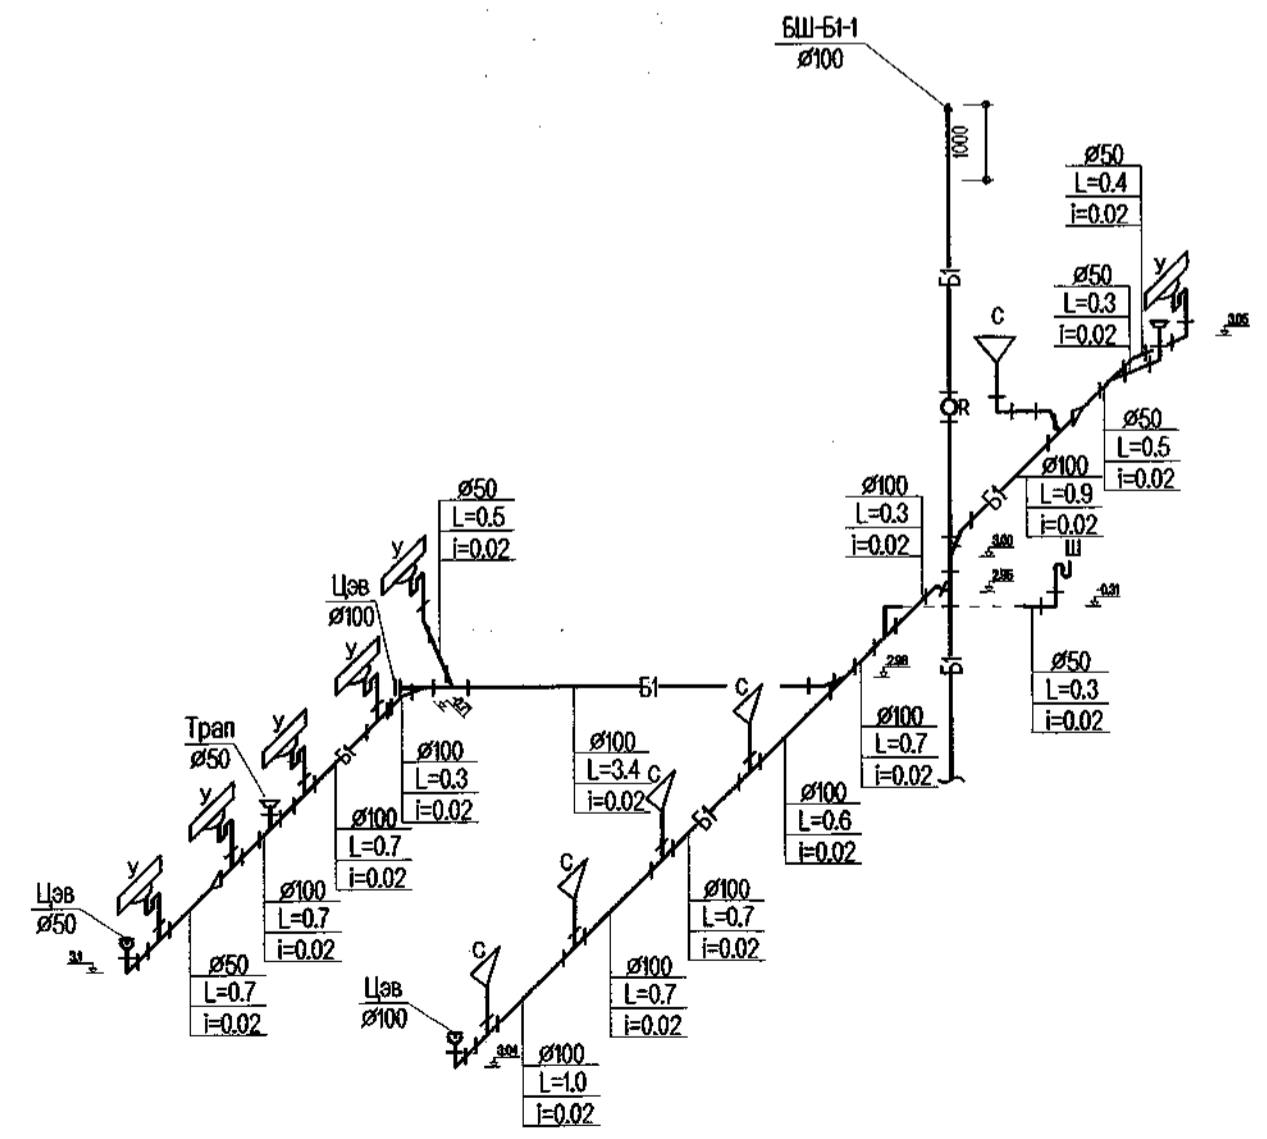 БШ-Б1-1
Ø100
1000
Б1
R
Ø50
L=0.4
i=0.02
У
Ø50
L=0.3
i=0.02
3.05
С
Ø50
L=0.5
i=0.02
Ø100
L=0.9
i=0.02
Б1
3.00
2.95
Ш
-0.31
Ø50
L=0.3
i=0.02
Ø100
L=0.3
i=0.02
2.98
Б1
Ø50
L=0.5
i=0.02
У
Цэв
Ø100
У
Б1
С
Ø100
L=0.7
i=0.02
Трап
Ø50
У
Б1
Ø100
L=0.3
i=0.02
Ø100
L=3.4
i=0.02
С
Б1
Ø100
L=0.6
i=0.02
У
Ø100
L=0.7
i=0.02
У
Цэв
Ø50
3.1
Ø100
L=0.7
i=0.02
С
Ø100
L=0.7
i=0.02
Ø50
L=0.7
i=0.02
С
Ø100
L=0.7
i=0.02
Цэв
Ø100
3.04
Ø100
L=1.0
i=0.02